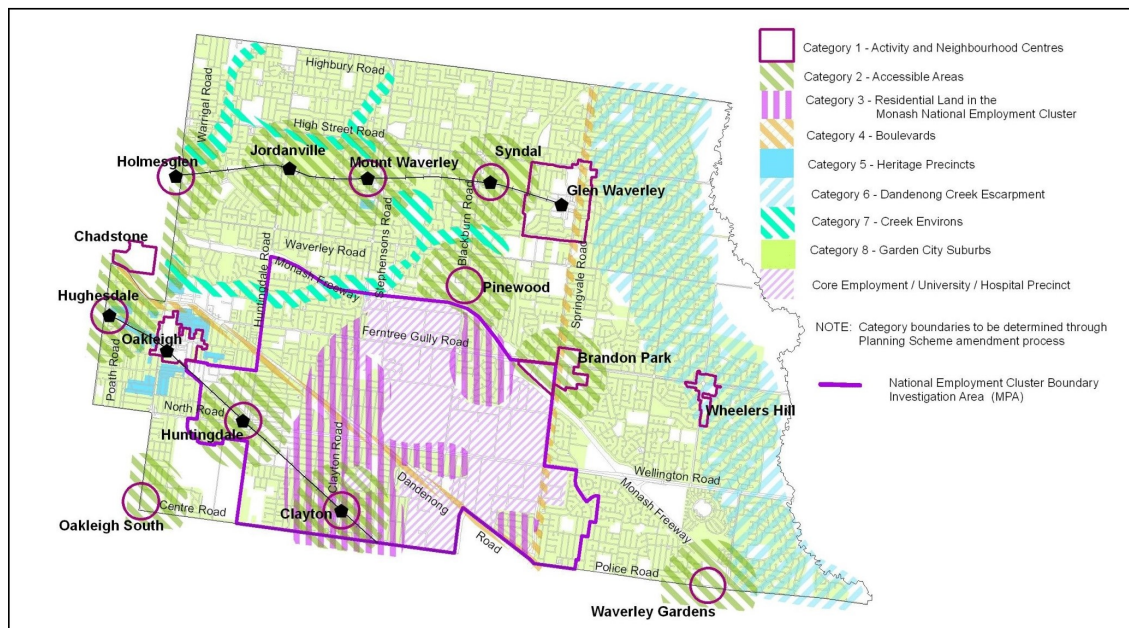 Category 1 - Activity and Neighbourhood Centres
Category 2 - Accessible Areas
Category 3 - Residential Land in the
Monash National Employment Cluster
Category 4 - Boulevards
Category 5 - Heritage Precincts
Category 6 - Dandenong Creek Escarpment
Category 7 - Creek Environs
Category 8 - Garden City Suburbs
Core Employment / University / Hospital Precinct
NOTE: Category boundaries to be determined through
Planning Scheme amendment process
National Employment Cluster Boundary
Investigation Area (MPA)
Highbury Road
Warrigal Road
High Street Road
Holmesglen
Jordanville
Mount Waverley
Syndal
Glen Waverley
Chadstone
Waverley Road
Huntingdale Road
Monash Freeway
Stephensons Road
Blackburn Road
Springvale Road
Pinewood
Hughesdale
Oakleigh
Poath Road
Ferntree Gully Road
Brandon Park
Wheelers Hill
North Road
Huntingdale
Clayton Road
Wellington Road
Dandenong
Road
Monash Freeway
Oakleigh South
Centre Road
Clayton
Police Road
Waverley Gardens